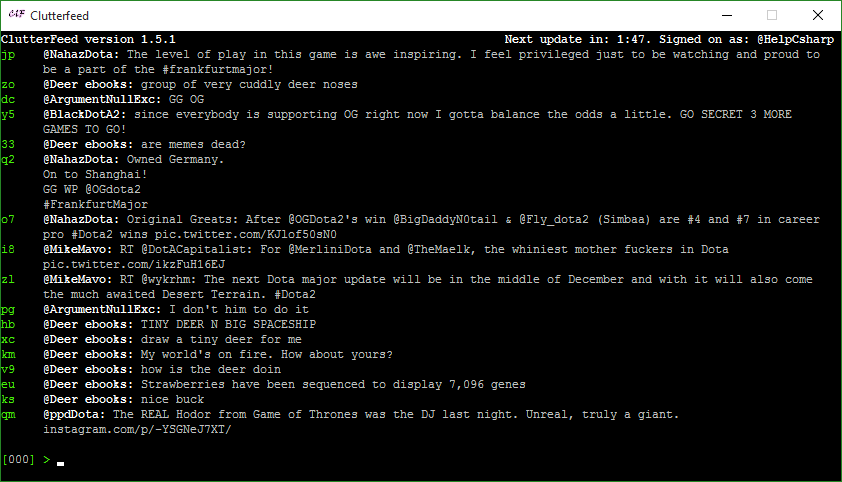 CLF Clutterfeed
ClutterFeed version 1.5.1 Next update in: 1:47. Signed on as: @HelpCsharp
jp @NahazDota: The level of play in this game is awe inspiring. I feel privileged just to be watching and proud to
be a part of the #frankfurtmajor!
zo @Deer ebooks: group of very cuddly deer noses
dc @ArgumentNullExc: GG OG
y5 @BlackDotA2: since everybody is supporting OG right now I gotta balance the odds a little. GO SECRET 3 MORE
GAMES TO GO!
33 @Deer ebooks: are memes dead?
q2 @NahazDota: Owned Germany.
On to Shanghai!
GG WP @OGdota2
#FrankfurtMajor
o7 @NahazDota: Original Greats: After @OGDota2's win @BigDaddyN0tail & @Fly_dota2 (Simbaa) are #4 and #7 in career
pro #Dota2 wins pic.twitter.com/KJlof50sN0
i8 @MikeMavo: RT @DotACapitalist: For @MerliniDota and @TheMaelk, the whiniest mother fuckers in Dota
pic.twitter.com/ikzFuH16EJ
zl @MikeMavo: RT @wykrhm: The next Dota major update will be in the middle of December and with it will also come
the much awaited Desert Terrain. #Dota2
pg @ArgumentNullExc: I don't him to do it
hb @Deer ebooks: TINY DEER N BIG SPACESHIP
xc @Deer ebooks: draw a tiny deer for me
km @Deer ebooks: My world's on fire. How about yours?
v9 @Deer ebooks: how is the deer doin
eu @Deer ebooks: Strawberries have been sequenced to display 7,096 genes
ks @Deer ebooks: nice buck
qm @ppdDota: The REAL Hodor from Game of Thrones was the DJ last night. Unreal, truly a giant.
instagram.com/p/-YSGNeJ7XT/
[000] >